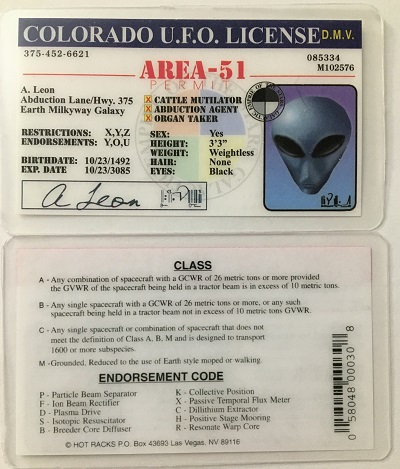 COLORADO U.F.O. LICENSE D.M.V.
375-452-6621
085334
M102576
AREA-51
PERMIT
A. Leon
Abduction Lane/Hwy. 375
Earth Milkyway Galaxy
X CATTLE MUTILATOR
X ABDUCTION AGENT
X ORGAN TAKER
RESTRICTIONS: X,Y,Z
ENDORSEMENTS: Y,O,U
BIRTHDATE: 10/23/1492
EXP. DATE 10/23/3085
SEX: Yes
HEIGHT: 3'3"
WEIGHT: Weightless
HAIR: None
EYES: Black
A Leon
CLASS
A - Any combination of spacecraft with a GCWR of 26 metric tons or more provided
the GVWR of the spacecraft being held in a tractor beam is in excess of 10 metric tons.
B - Any single spacecraft with a GCWR of 26 metric tons or more, or any such
spacecraft being held in a tractor beam not in excess of 10 metric tons GVWR.
C - Any single spacecraft or combination of spacecraft that does not
meet the definition of Class A, B, M and is designed to transport
1600 or more subspecies.
M -Grounded. Reduced to the use of Earth style moped or walking.
ENDORSEMENT CODE
P - Particle Beam Separator
F - Ion Beam Rectifier
D - Plasma Drive
S - Isotopic Resuscitator
B - Breeder Core Diffuser
K - Collective Position
X - Passive Temporal Flux Meter
C - Dillithium Extractor
H - Positive Stage Mooring
R - Resonate Warp Core
© HOT RACKS P.O. Box 43693 Las Vegas, NV 89116
0 58048 00030 8